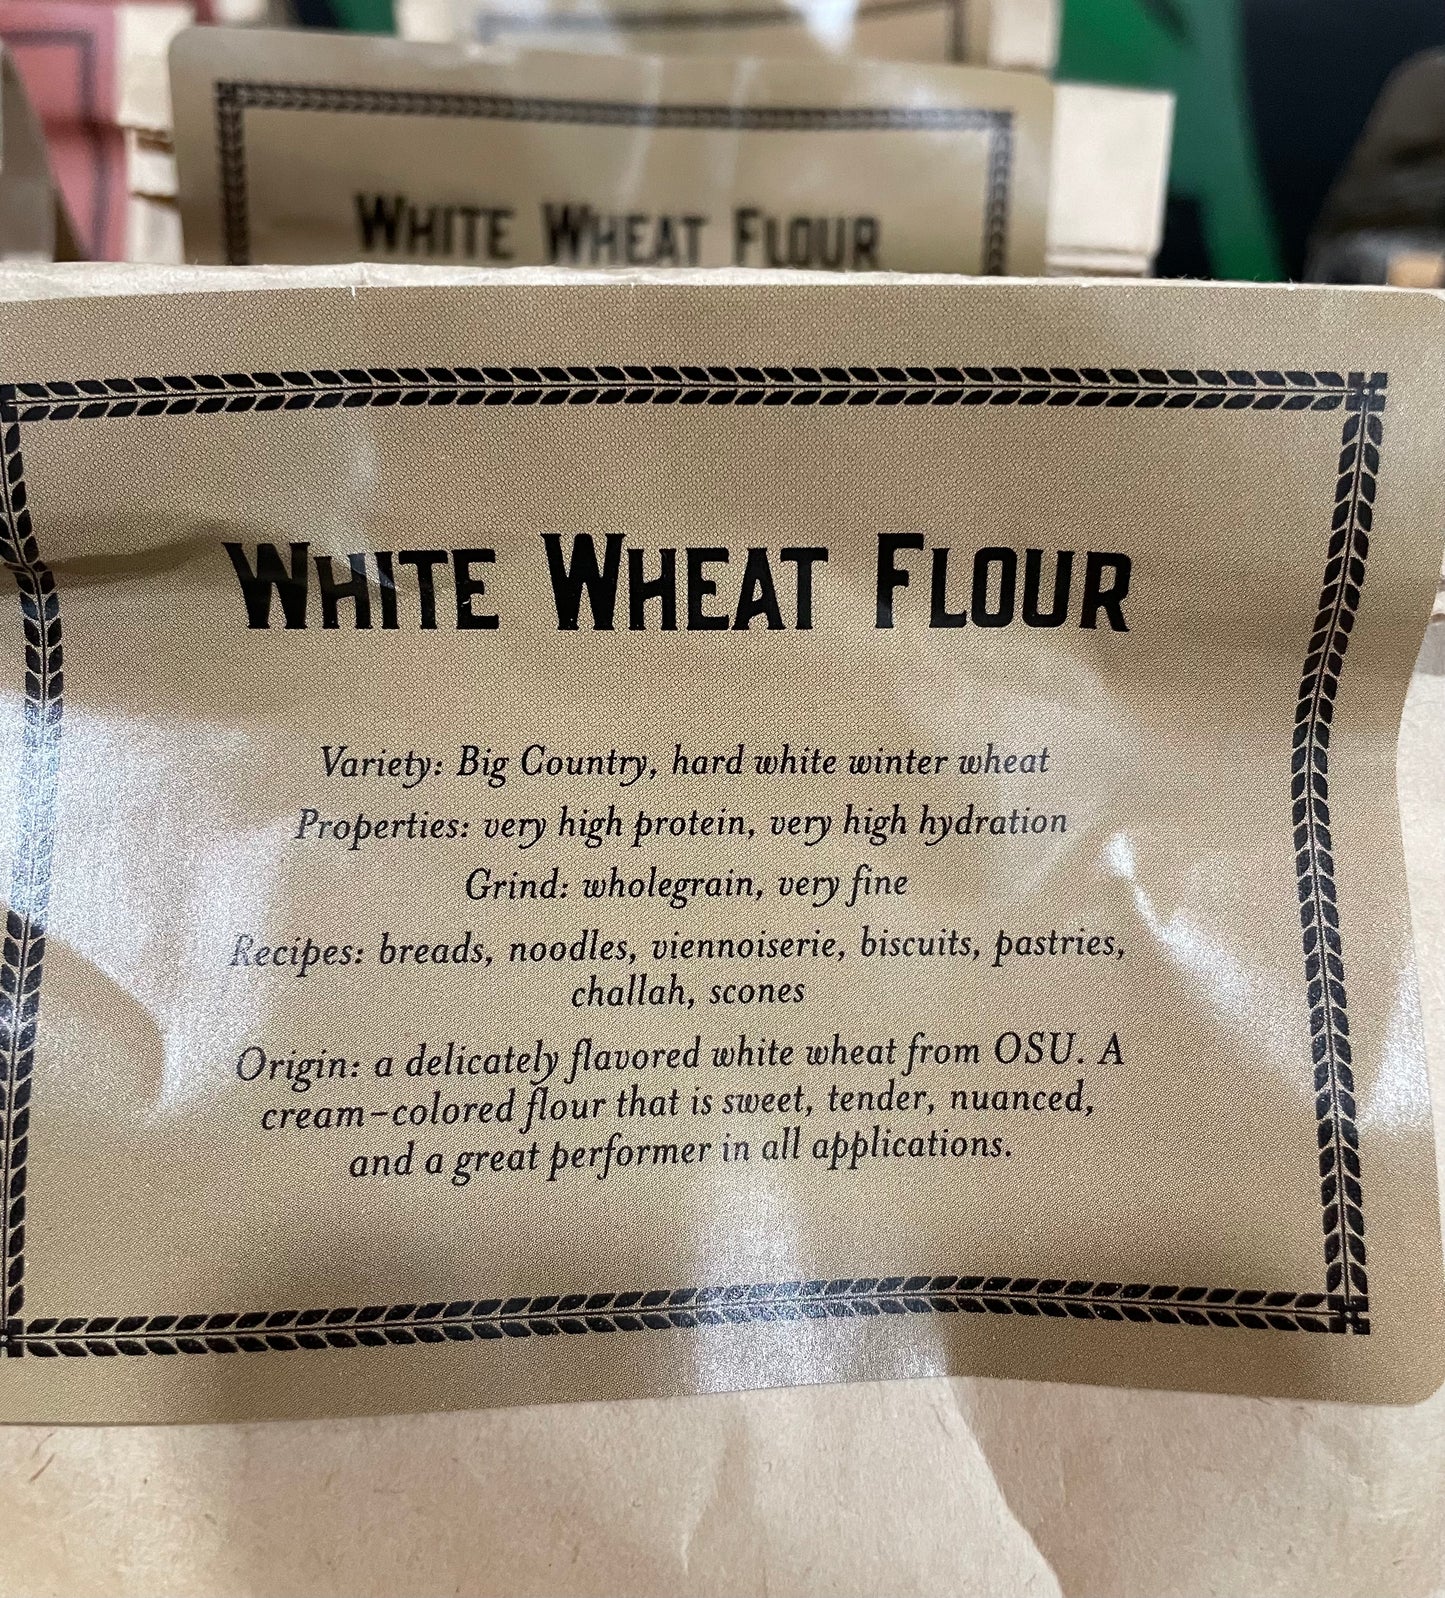 White Wheat Flour
White Wheat Flour
Variety: Big Country, hard white winter wheat
Properties: very high protein, very high hydration
Grind: wholegrain, very fine
Recipes: breads, noodles, viennoiserie, biscuits, pastries,
challah, scones
Origin: a delicately flavored white wheat from OSU. A
cream-colored flour that is sweet, tender, nuanced,
and a great performer in all applications.